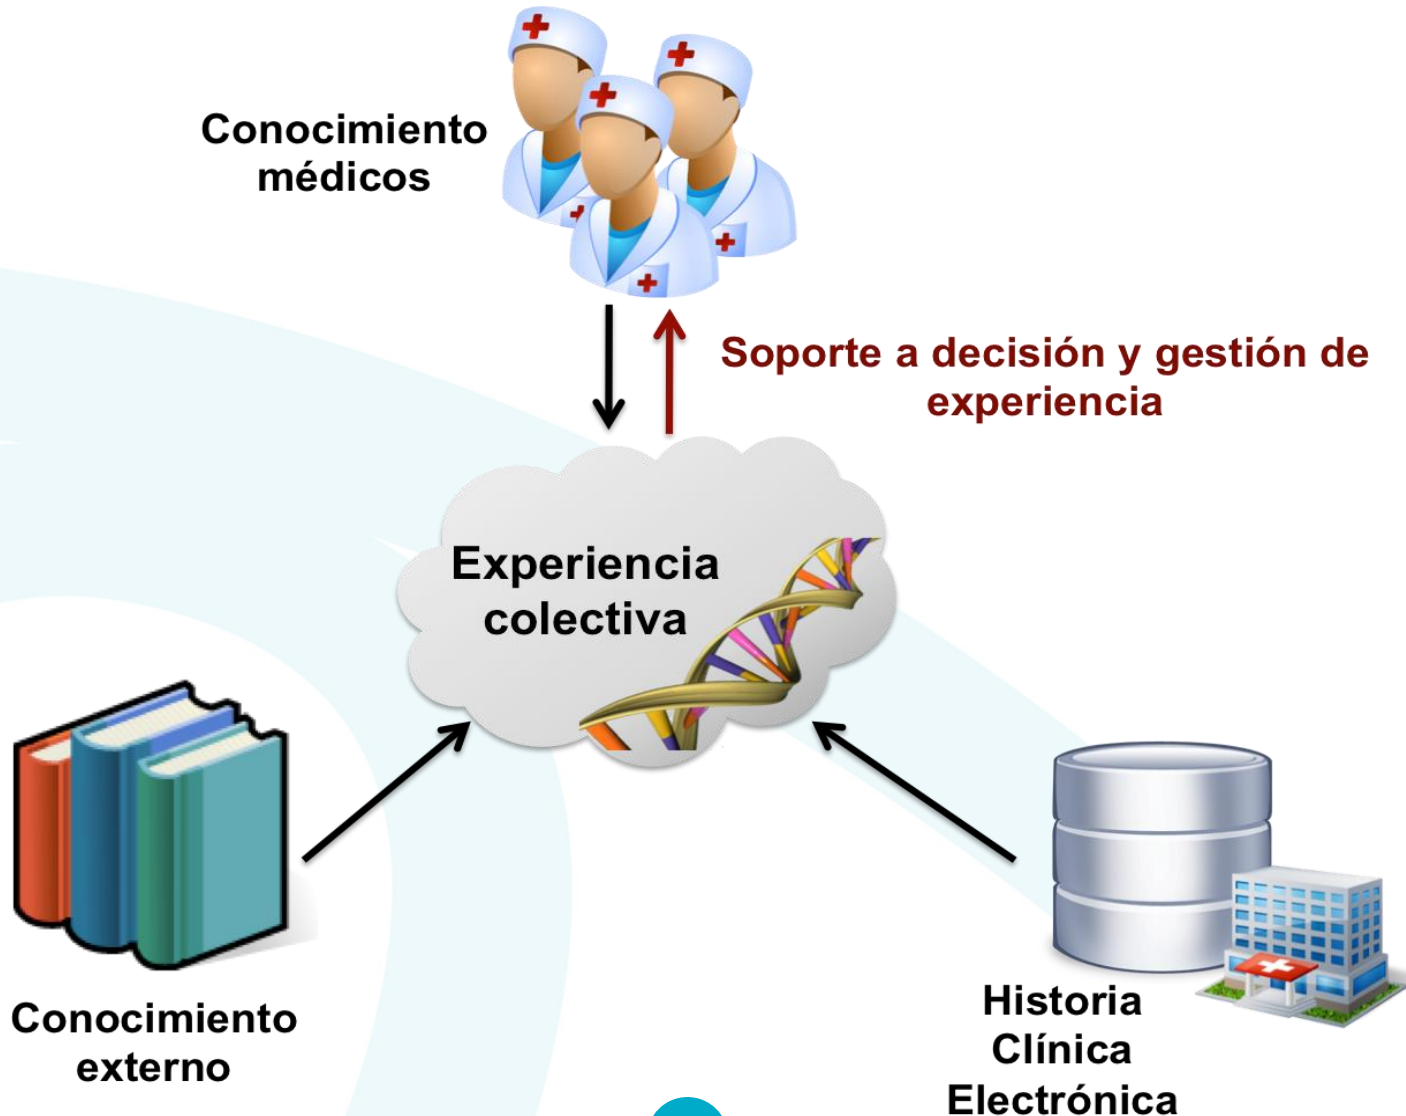 Conocimiento
médicos
Soporte a decisión y gestión de
experiencia
Experiencia
colectiva
Conocimiento
externo
Historia
Clínica
Electrónica